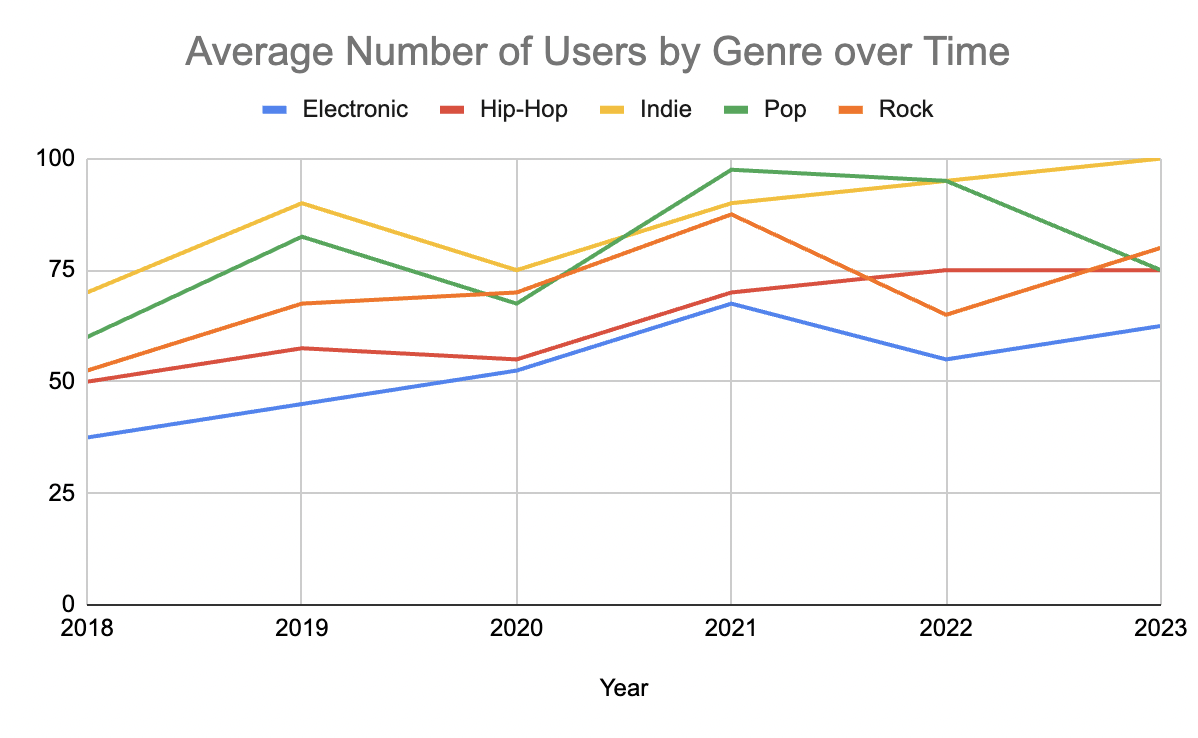 Average Number of Users by Genre over Time
Electronic Hip-Hop Indie Pop Rock
100
75
50
25
0
2018 2019 2020 2021 2022 2023
Year